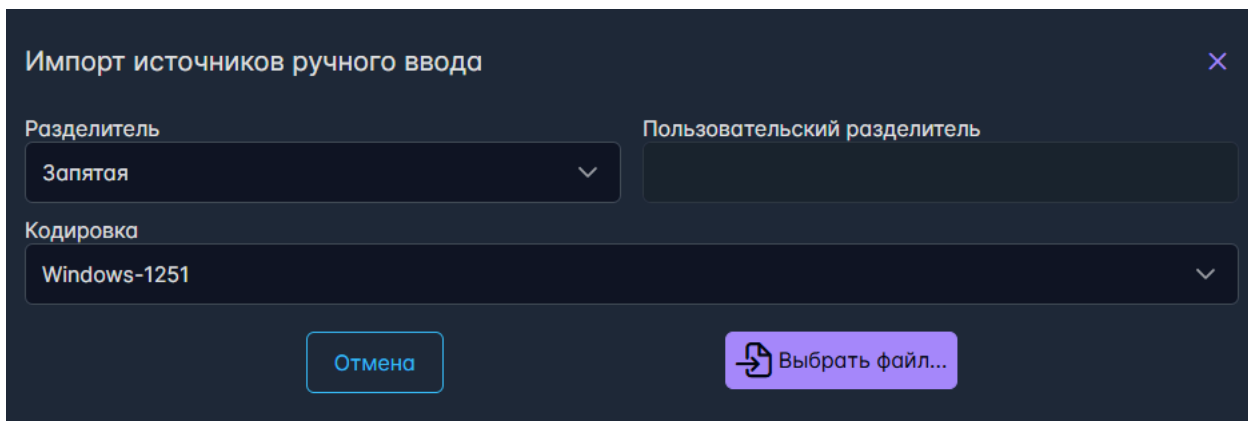 Импорт источников ручного ввода
Разделитель
Пользовательский разделитель
Запятая
Кодировка
Windows-1251
Отмена
Выбрать файл...